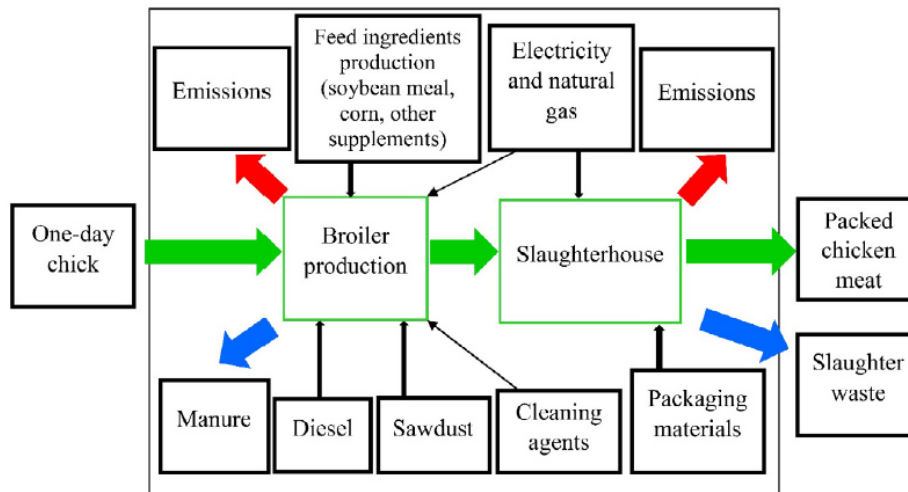 Emissions
Feed ingredients
production
(soybean meal,
corn, other
supplements)
Electricity
and natural
gas
Emissions
One-day
chick
Broiler
production
Slaughterhouse
Packed
chicken
meat
Manure
Diesel
Sawdust
Cleaning
agents
Packaging
materials
Slaughter
waste